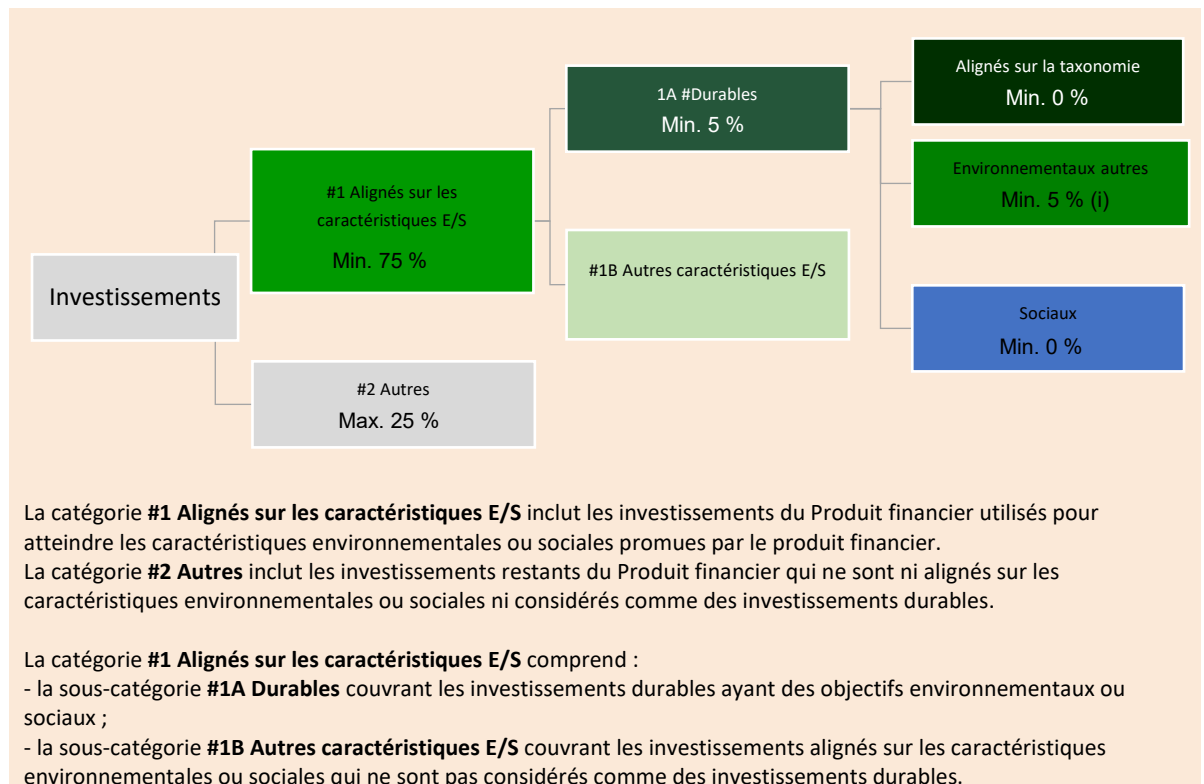 Investissements
#1 Alignés sur les
caractéristiques E/S
Min. 75 %
#2 Autres
Max. 25 %
1A #Durables
Min. 5 %
#1B Autres caractéristiques E/S
Alignés sur la taxonomie
Min. 0 %
Environnementaux autres
Min. 5 % (i)
Sociaux
Min. 0 %
La catégorie #1 Alignés sur les caractéristiques E/S inclut les investissements du Produit financier utilisés pour
atteindre les caractéristiques environnementales ou sociales promues par le produit financier.
La catégorie #2 Autres inclut les investissements restants du Produit financier qui ne sont ni alignés sur les
caractéristiques environnementales ou sociales ni considérés comme des investissements durables.
La catégorie #1 Alignés sur les caractéristiques E/S comprend :
- la sous-catégorie #1A Durables couvrant les investissements durables ayant des objectifs environnementaux ou
sociaux ;
- la sous-catégorie #1B Autres caractéristiques E/S couvrant les investissements alignés sur les caractéristiques
environnementales ou sociales qui ne sont pas considérés comme des investissements durables.